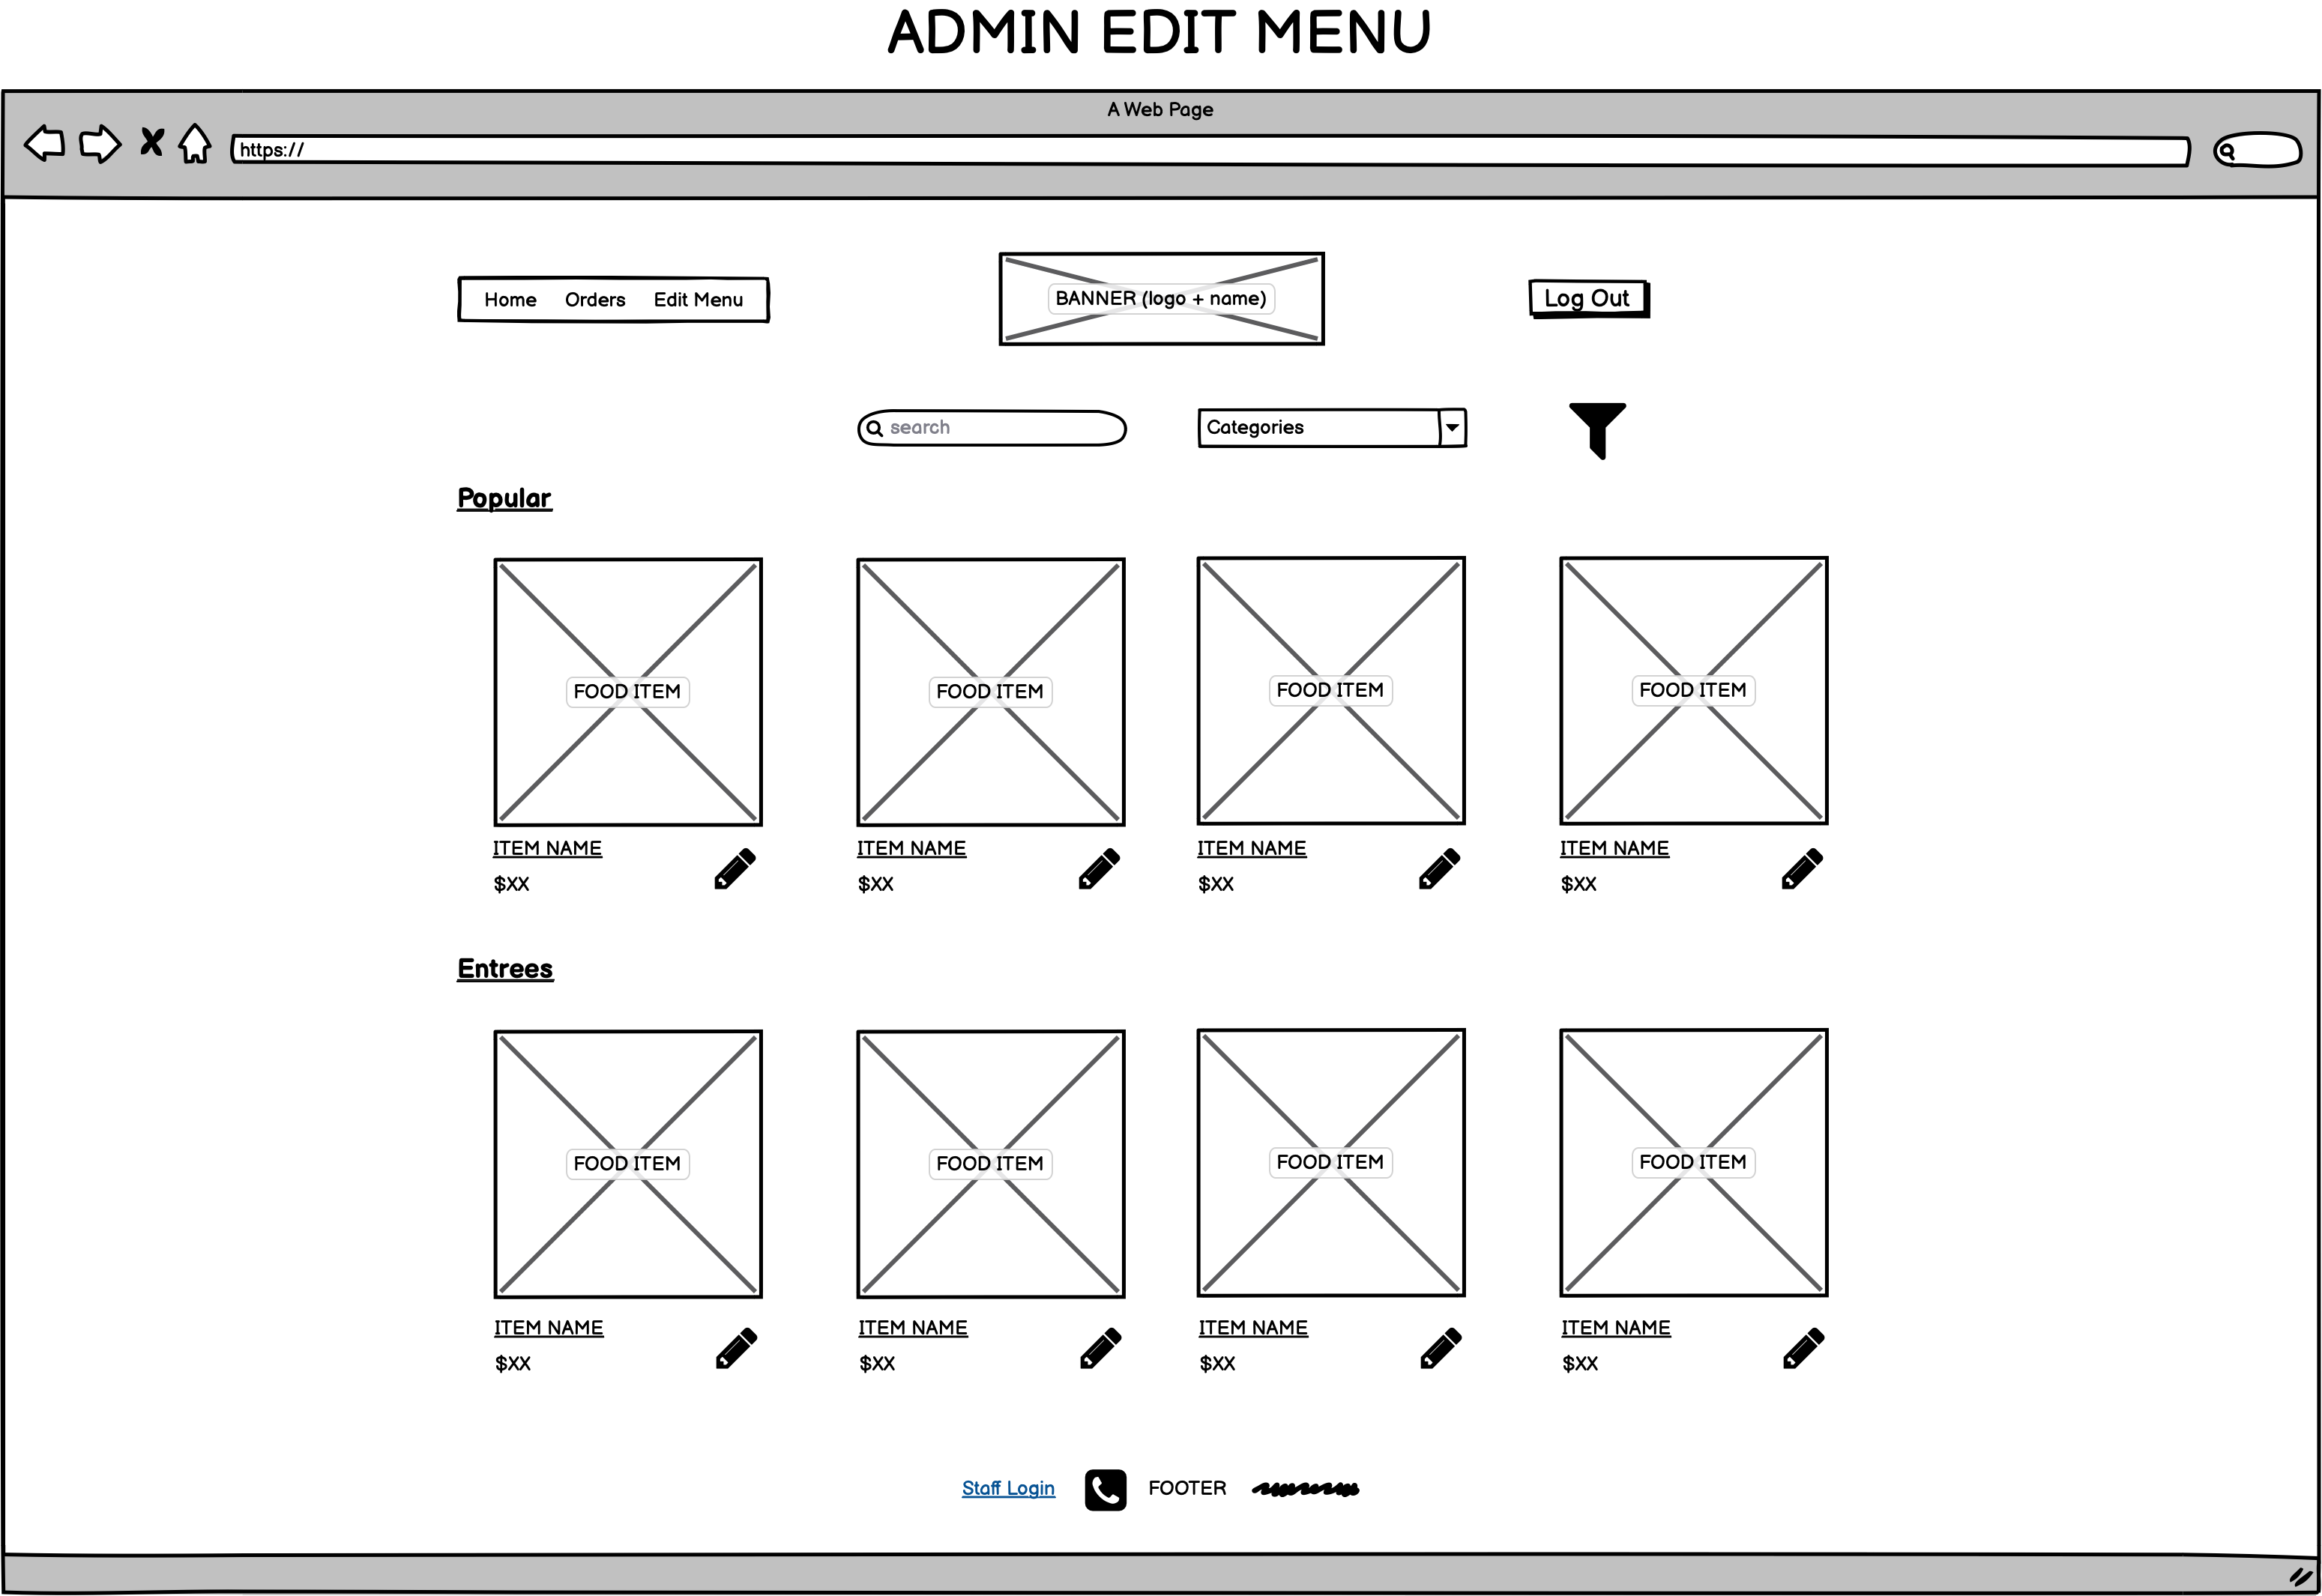 ADMIN EDIT MENU
A Web Page
https://
Home Orders Edit Menu
BANNER (logo + name)
Log Out
search
Categories
Popular
FOOD ITEM FOOD ITEM FOOD ITEM FOOD ITEM
ITEM NAME ITEM NAME ITEM NAME ITEM NAME
$XX $XX $XX $XX
Entrees
FOOD ITEM FOOD ITEM FOOD ITEM FOOD ITEM
ITEM NAME ITEM NAME ITEM NAME ITEM NAME
$XX $XX $XX $XX
Staff Login FOOTER